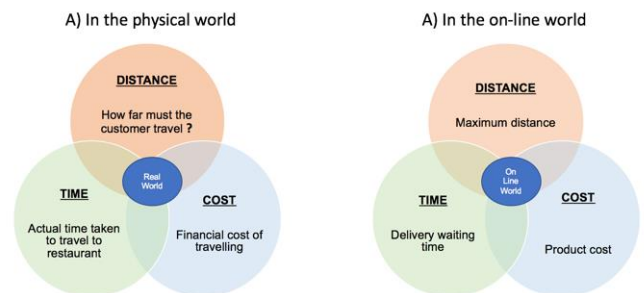 A) In the physical world
DISTANCE
How far must the
customer travel ?
Real
World
TIME
Actual time taken
to travel to
restaurant
COST
Financial cost of
travelling
A) In the on-line world
DISTANCE
Maximum distance
On
Line
World
TIME
Delivery waiting
time
COST
Product cost